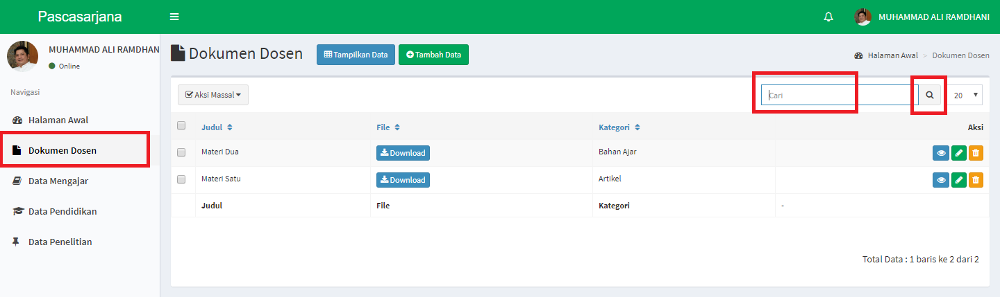 Pascasarjana
MUHAMMAD ALI RAMDHANI
MUHAMMAD ALI RAMDHAN
Online
Navigasi
Halaman Awal
Dokumen Dosen
Data Mengajar
Data Pendidikan
Data Penelitian
Dokumen Dosen
Tampilkan Data
Tambah Data
Halaman Awal > Dokumen Dosen
Aksi Massal
Cari
20
Judul File Kategori Aksi
Materi Dua Download Bahan Ajar
Materi Satu Download Artikel
Judul File Kategori -
Total Data : 1 baris ke 2 dari 2